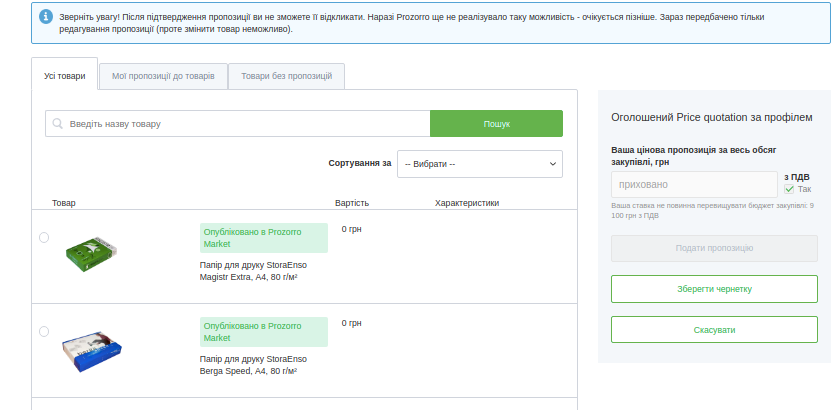 Зверніть увагу! Після підтвердження пропозиції ви не зможете її відкликати. Наразі Prozorro ще не реалізувало таку можливість - очікується пізніше. Зараз передбачено тільки
редагування пропозиції (проте змінити товар неможливо).
Усі товари
Мої пропозиції до товарів
Товари без пропозицій
Введіть назву товару
Пошук
Сортування за
-- Вибрати --
Товар
Вартість
Характеристики
Опубліковано в Prozorro
Market
0 грн
Папір для друку StoraEnso
Magistr Extra, A4, 80 г/м²
Опубліковано в Prozorro
Market
0 грн
Папір для друку StoraEnso
Berga Speed, A4, 80 г/м²
Оголошений Price quotation за профілем
Ваша цінова пропозиція за весь обсяг
закупівлі, грн
приховано
з ПДВ
Так
Ваша ставка не повинна перевищувати бюджет закупівлі: 9
100 грн з ПДВ
Подати пропозицію
Зберегти чернетку
Скасувати